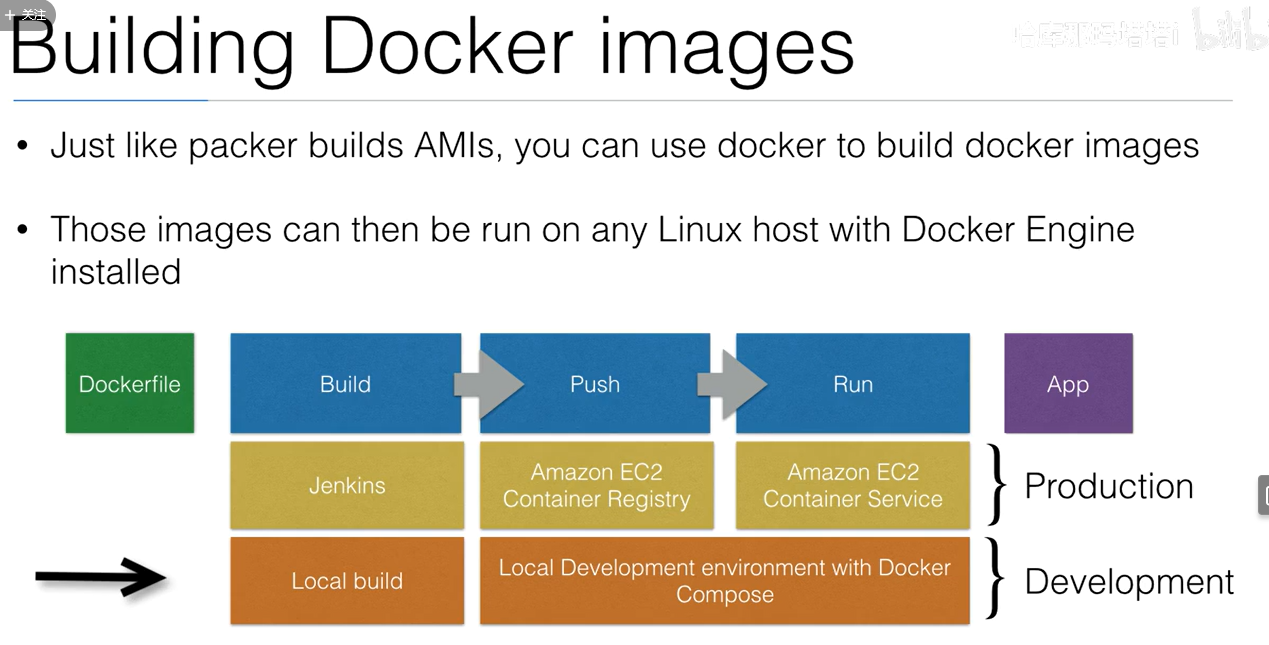 + 关注
Building Docker images
• Just like packer builds AMIs, you can use docker to build docker images
• Those images can then be run on any Linux host with Docker Engine
installed
Dockerfile
Build
Push
Run
App
Jenkins
Amazon EC2
Container Registry
Amazon EC2
Container Service
Production
Local build
Local Development environment with Docker
Compose
Development